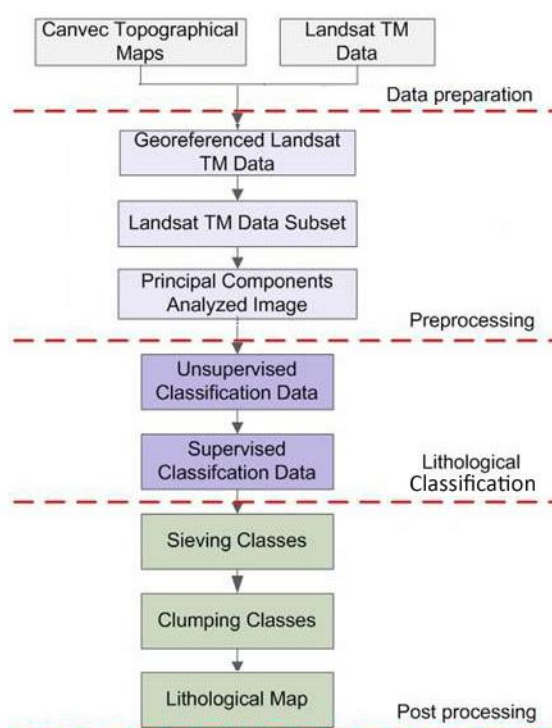 Canvec Topographical
Maps
Landsat TM
Data
Data preparation
Georeferenced Landsat
TM Data
Landsat TM Data Subset
Principal Components
Analyzed Image
Preprocessing
Unsupervised
Classification Data
Supervised
Classifcation Data
Lithological
Classification
Sieving Classes
Clumping Classes
Lithological Map
Post processing